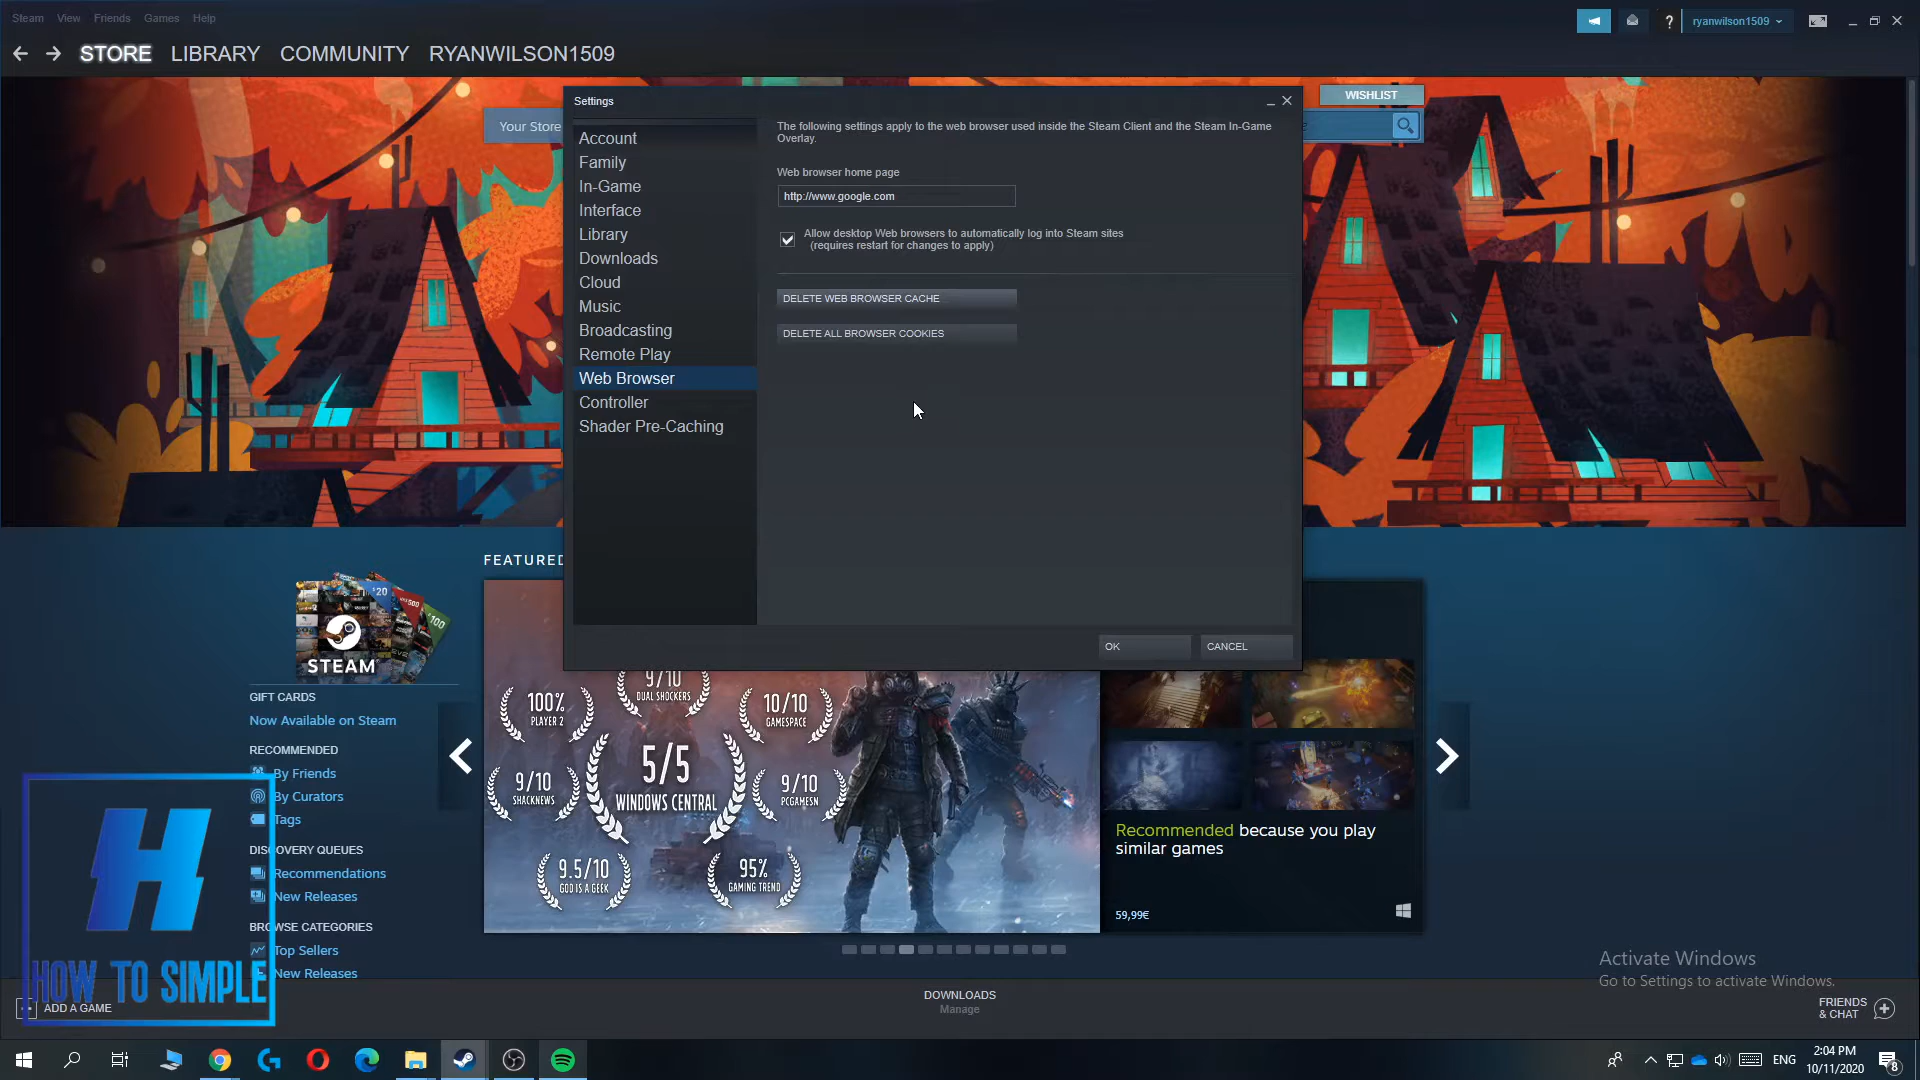 Steam View Friends Games Help
ryanwilson1509
STORE LIBRARY COMMUNITY RYANWILSON1509
WISHLIST
Your Store
Settings
Account
Family
In-Game
Interface
Library
Downloads
Cloud
Music
Broadcasting
Remote Play
Web Browser
Controller
Shader Pre-Caching
The following settings apply to the web browser used inside the Steam Client and the Steam In-Game
Overlay.
Web browser home page
http://www.google.com
Allow desktop Web browsers to automatically log into Steam sites
(requires restart for changes to apply)
DELETE WEB BROWSER CACHE
DELETE ALL BROWSER COOKIES
OK CANCEL
FEATURED
STEAM
GIFT CARDS
Now Available on Steam
RECOMMENDED
By Friends
By Curators
Tags
DISCOVERY QUEUES
Recommendations
New Releases
BROWSE CATEGORIES
Top Sellers
New Releases
100%
PLAYER 2
9/10
DUAL SHOCKERS
10/10
GAMESPACE
9/10
SHACKNEWS
5/5
WINDOWS CENTRAL
9/10
PCGAMESN
9.5/10
GOD IS A GEEK
95%
GAMING TREND
Recommended because you play
similar games
59,99€
H
HOW TO SIMPLE
ADD A GAME
DOWNLOADS
Manage
Activate Windows
Go to Settings to activate Windows.
FRIENDS
& CHAT
ENG
2:04 PM
10/11/2020
8